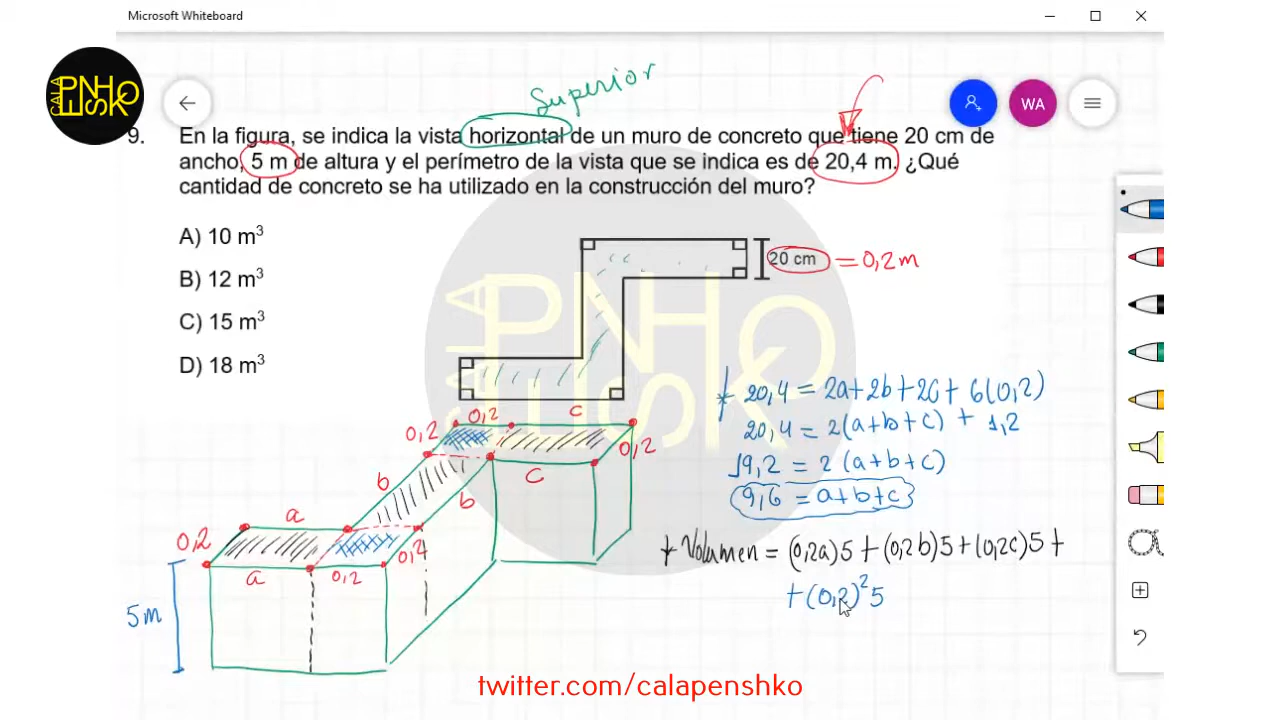 Microsoft Whiteboard
CALA
PNHO
ESK
WA
Superior
9. En la figura, se indica la vista horizontal de un muro de concreto que tiene 20 cm de
ancho, 5 m de altura y el perímetro de la vista que se indica es de 20,4 m. ¿Qué
cantidad de concreto se ha utilizado en la construcción del muro?
A) 10 m³
B) 12 m³
C) 15 m³
D) 18 m³
20 cm = 0,2 m
20,4 = 2a+2b+2c+6(0,2)
20,4 = 2(a+b+c) + 1,2
19,2 = 2(a+b+c)
9,6 = a+b+c
Volumen = (0,2a)5+(0,2b)5+(0,2c)5+
+(0,2)²5
0,2 c
0,2 0,2
b c
b
a
0,2 0,2
a 0,2
5m
twitter.com/calapenshko